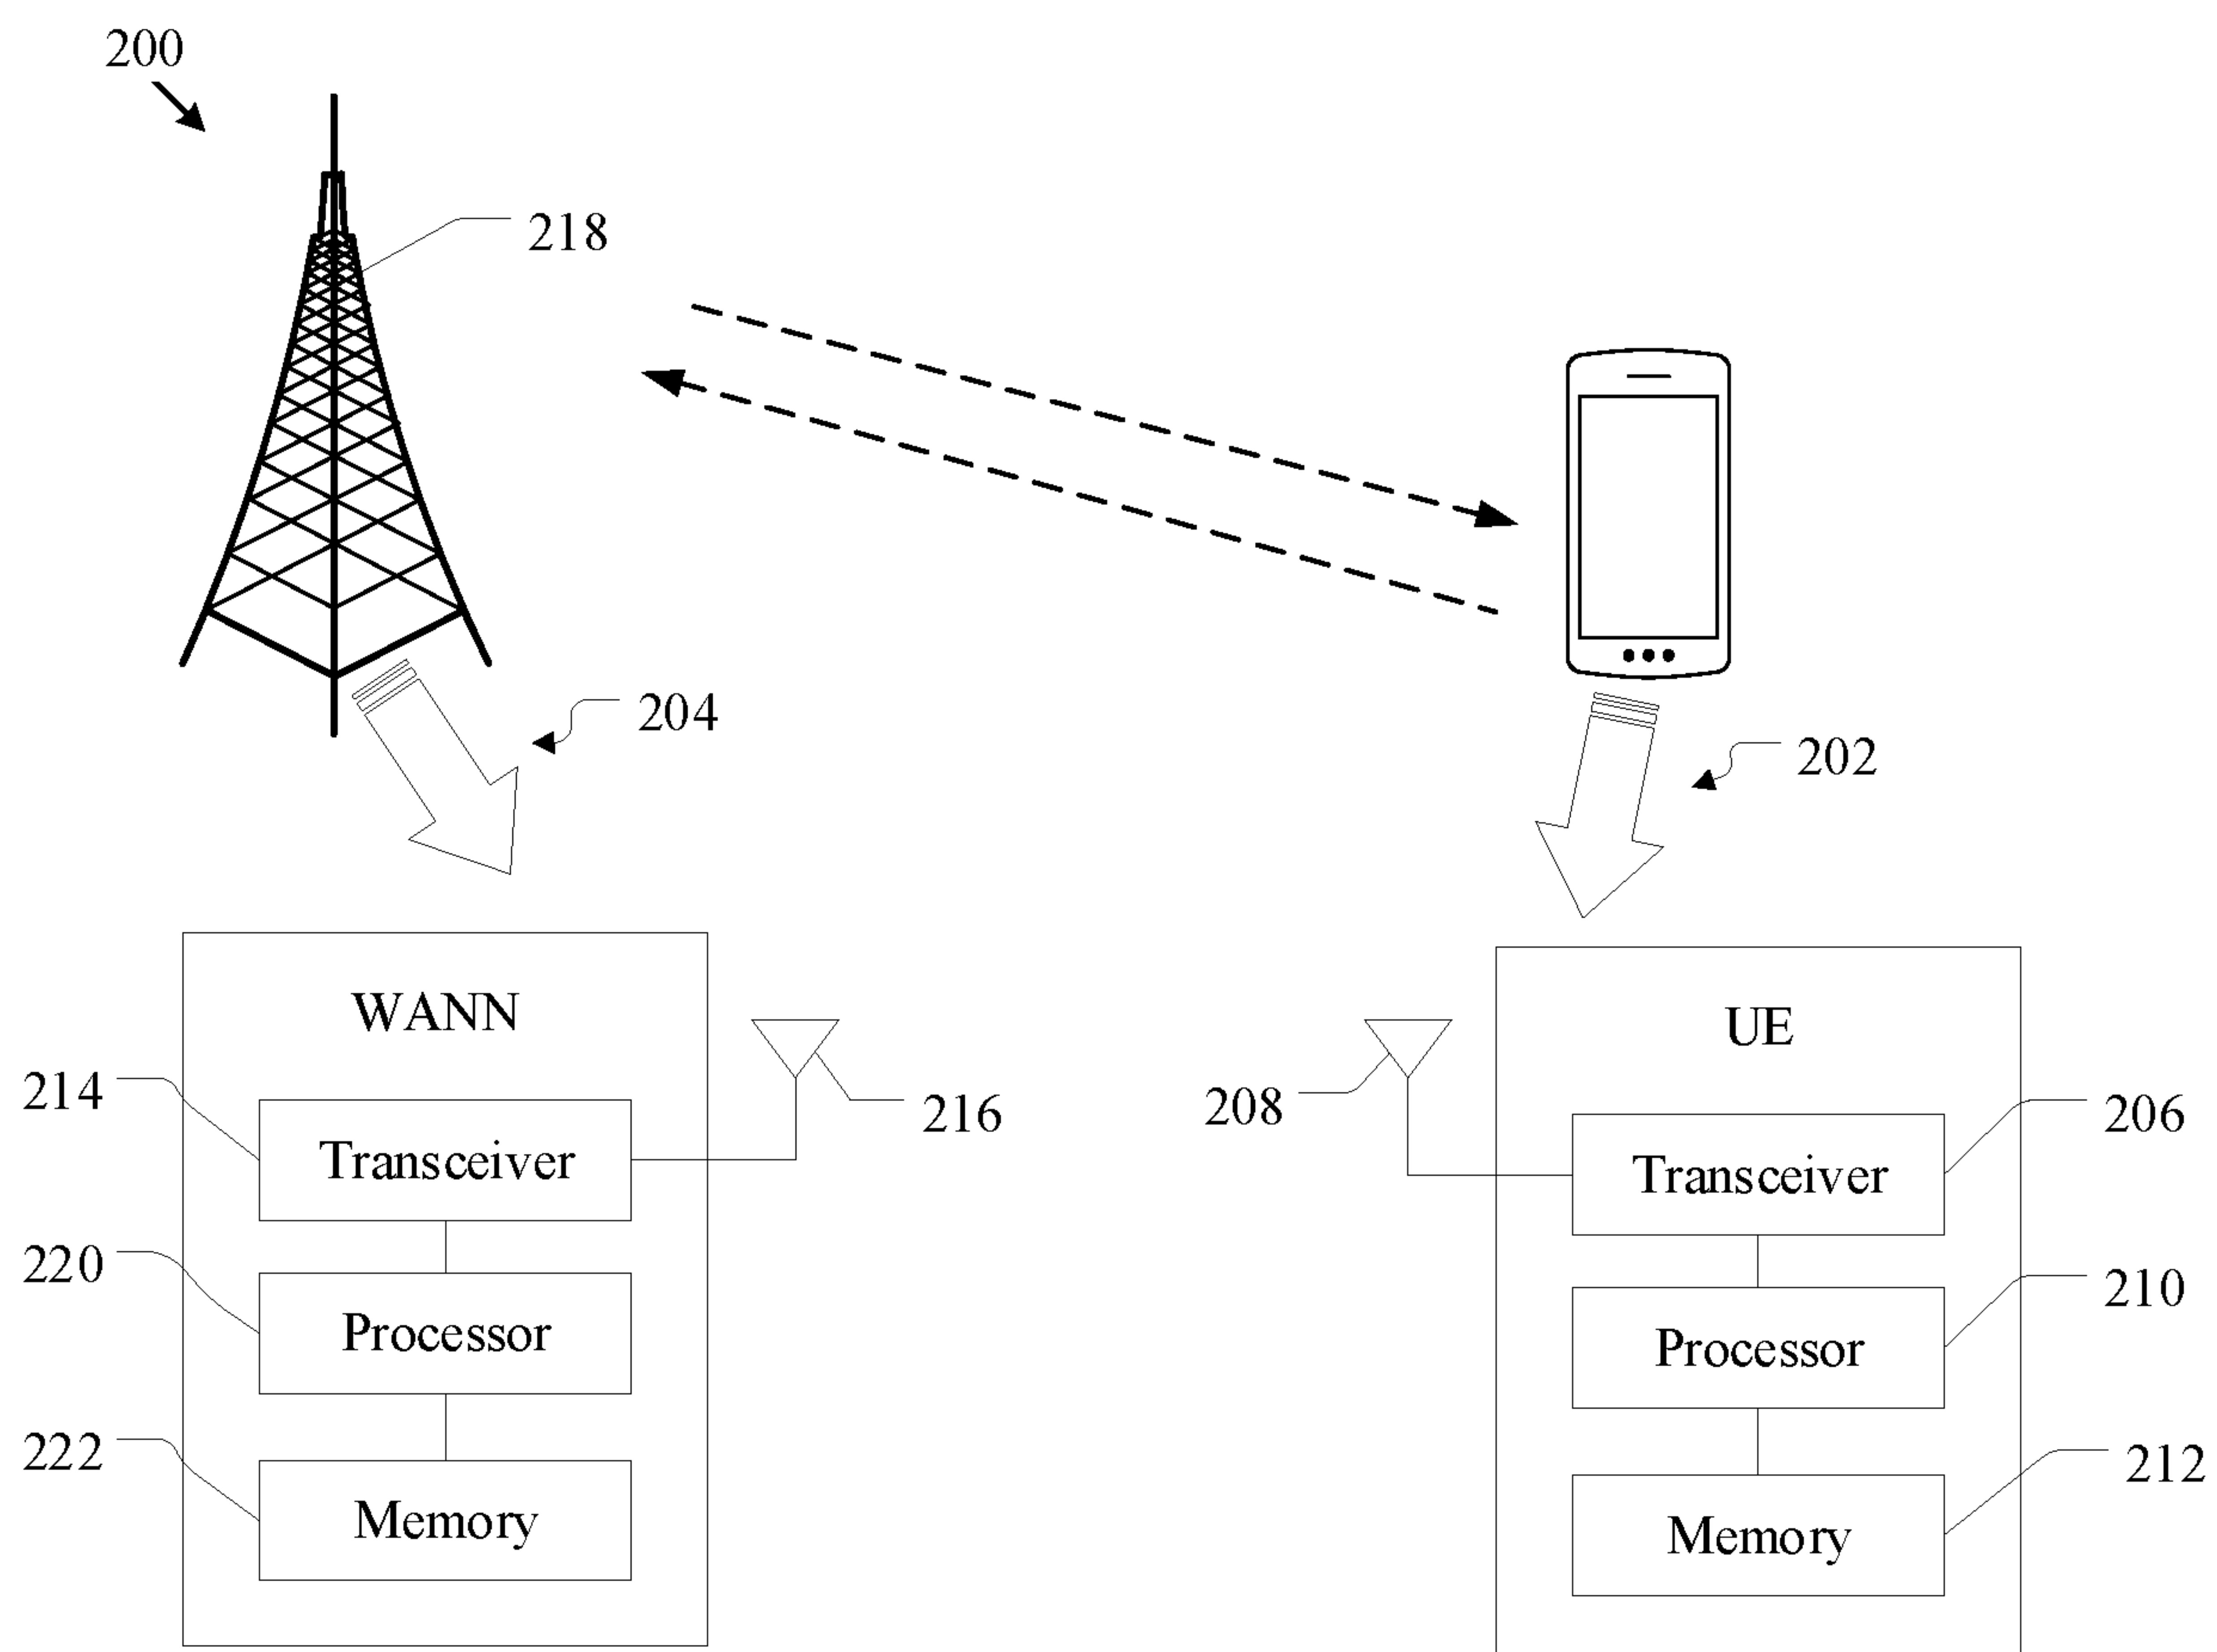 200
218
204
202
WANN
UE
214
216
208
206
Transceiver
Transceiver
220
210
Processor
Processor
222
212
Memory
Memory